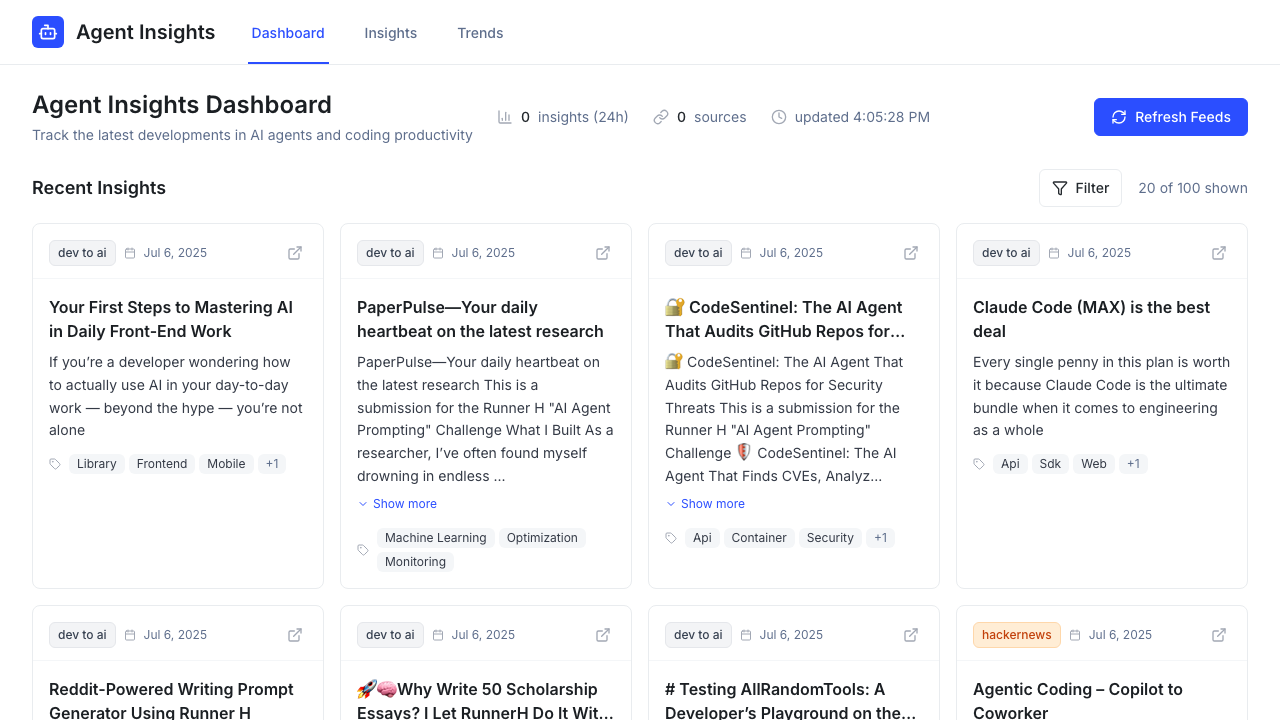 Agent Insights
Dashboard
Insights
Trends
Agent Insights Dashboard
Track the latest developments in AI agents and coding productivity
0 insights (24h)
0 sources
updated 4:05:28 PM
Refresh Feeds
Recent Insights
Filter
20 of 100 shown
dev to ai
Jul 6, 2025
Your First Steps to Mastering AI
in Daily Front-End Work
If you’re a developer wondering how
to actually use AI in your day-to-day
work — beyond the hype — you’re not
alone
Library
Frontend
Mobile
+1
dev to ai
Jul 6, 2025
PaperPulse—Your daily
heartbeat on the latest research
PaperPulse—Your daily heartbeat on
the latest research This is a
submission for the Runner H "AI Agent
Prompting" Challenge What I Built As a
researcher, I’ve often found myself
drowning in endless ...
Show more
Machine Learning
Optimization
Monitoring
dev to ai
Jul 6, 2025
🔐 CodeSentinel: The AI Agent
That Audits GitHub Repos for…
🔐 CodeSentinel: The AI Agent That
Audits GitHub Repos for Security
Threats This is a submission for the
Runner H "AI Agent Prompting"
Challenge 🛡️ CodeSentinel: The AI
Agent That Finds CVEs, Analyz...
Show more
Api
Container
Security
+1
dev to ai
Jul 6, 2025
Claude Code (MAX) is the best
deal
Every single penny in this plan is worth
it because Claude Code is the ultimate
bundle when it comes to engineering
as a whole
Api
Sdk
Web
+1
dev to ai
Jul 6, 2025
Reddit-Powered Writing Prompt
Generator Using Runner H
dev to ai
Jul 6, 2025
🚀🧠Why Write 50 Scholarship
Essays? I Let RunnerH Do It Wit…
dev to ai
Jul 6, 2025
# Testing AllRandomTools: A
Developer’s Playground on the…
hackernews
Jul 6, 2025
Agentic Coding – Copilot to
Coworker